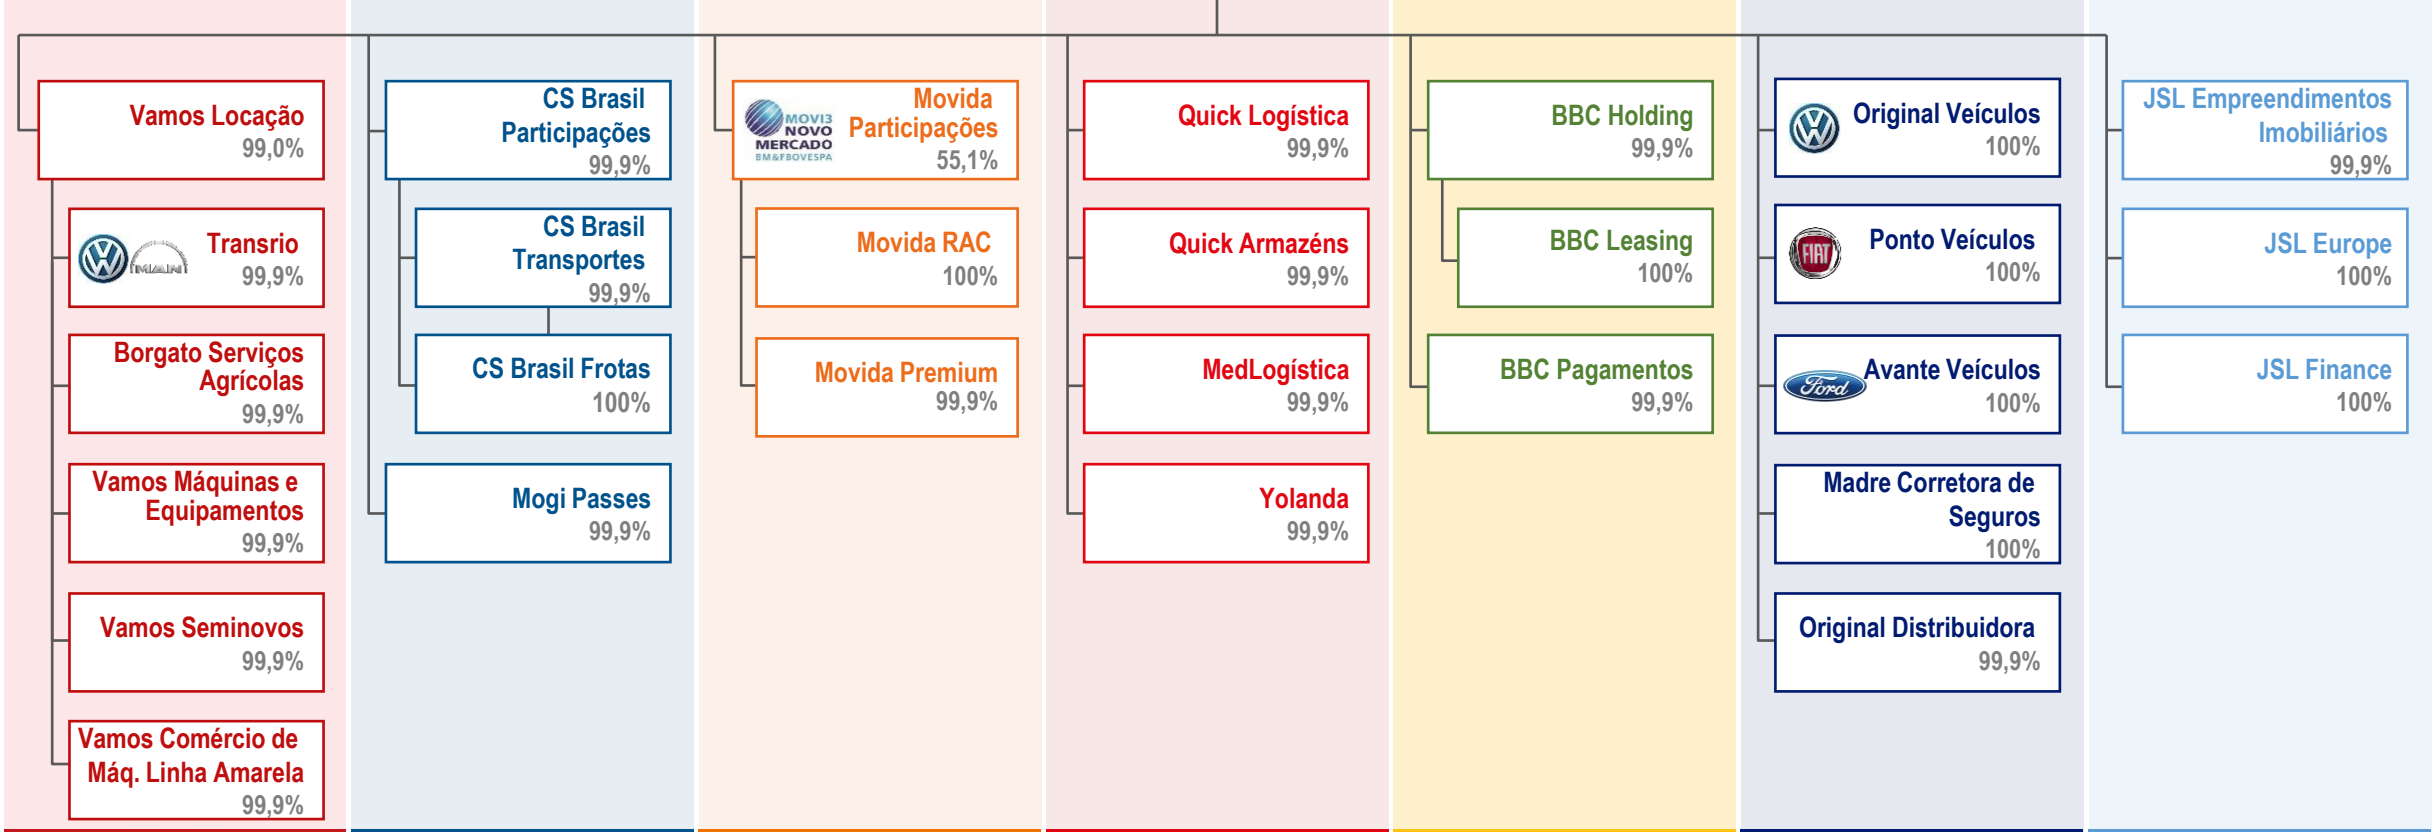 Vamos Locação
99,0%
Transrio
99,9%
MAN
Borgato Serviços
Agrícolas
99,9%
Vamos Máquinas e
Equipamentos
99,9%
Vamos Seminovos
99,9%
Vamos Comércio de
Máq. Linha Amarela
99,9%
CS Brasil
Participações
99,9%
CS Brasil
Transportes
99,9%
CS Brasil Frotas
100%
Mogi Passes
99,9%
MOVI3
NOVO
MERCADO
BM&FBOVESPA
Movida
Participações
55,1%
Movida RAC
100%
Movida Premium
99,9%
Quick Logística
99,9%
Quick Armazéns
99,9%
MedLogística
99,9%
Yolanda
99,9%
BBC Holding
99,9%
BBC Leasing
100%
BBC Pagamentos
99,9%
Original Veículos
100%
FIAT
Ponto Veículos
100%
Ford
Avante Veículos
100%
Madre Corretora de
Seguros
100%
Original Distribuidora
99,9%
JSL Empreendimentos
Imobiliários
99,9%
JSL Europe
100%
JSL Finance
100%